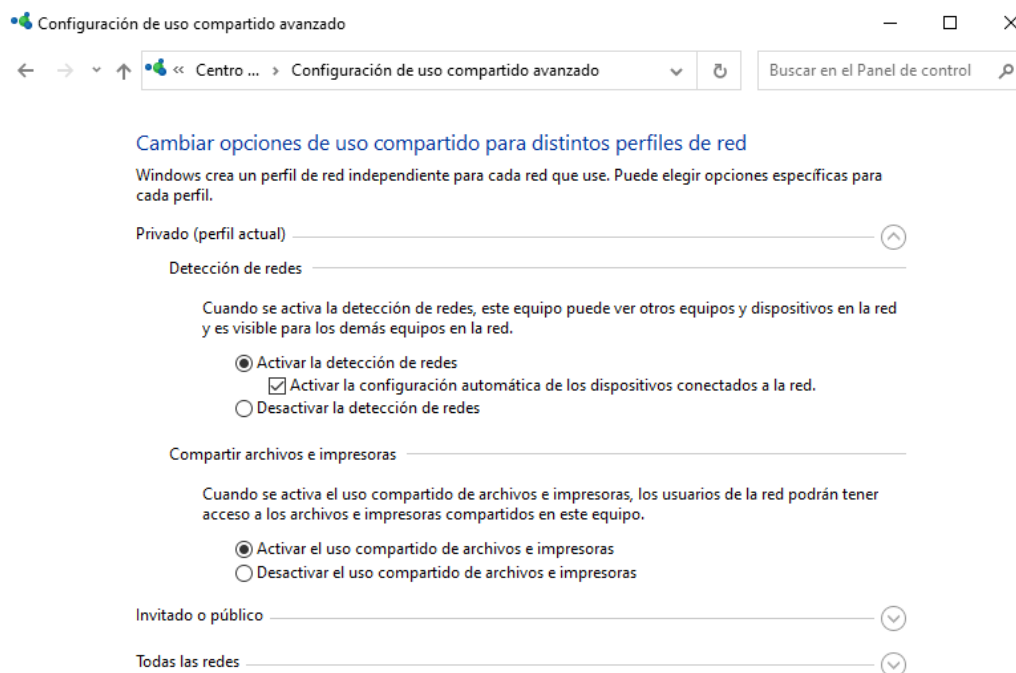 Configuración de uso compartido avanzado
« Centro ... › Configuración de uso compartido avanzado
Buscar en el Panel de control
Cambiar opciones de uso compartido para distintos perfiles de red
Windows crea un perfil de red independiente para cada red que use. Puede elegir opciones específicas para
cada perfil.
Privado (perfil actual)
Detección de redes
Cuando se activa la detección de redes, este equipo puede ver otros equipos y dispositivos en la red
y es visible para los demás equipos en la red.
Activar la detección de redes
Activar la configuración automática de los dispositivos conectados a la red.
Desactivar la detección de redes
Compartir archivos e impresoras
Cuando se activa el uso compartido de archivos e impresoras, los usuarios de la red podrán tener
acceso a los archivos e impresoras compartidos en este equipo.
Activar el uso compartido de archivos e impresoras
Desactivar el uso compartido de archivos e impresoras
Invitado o público
Todas las redes